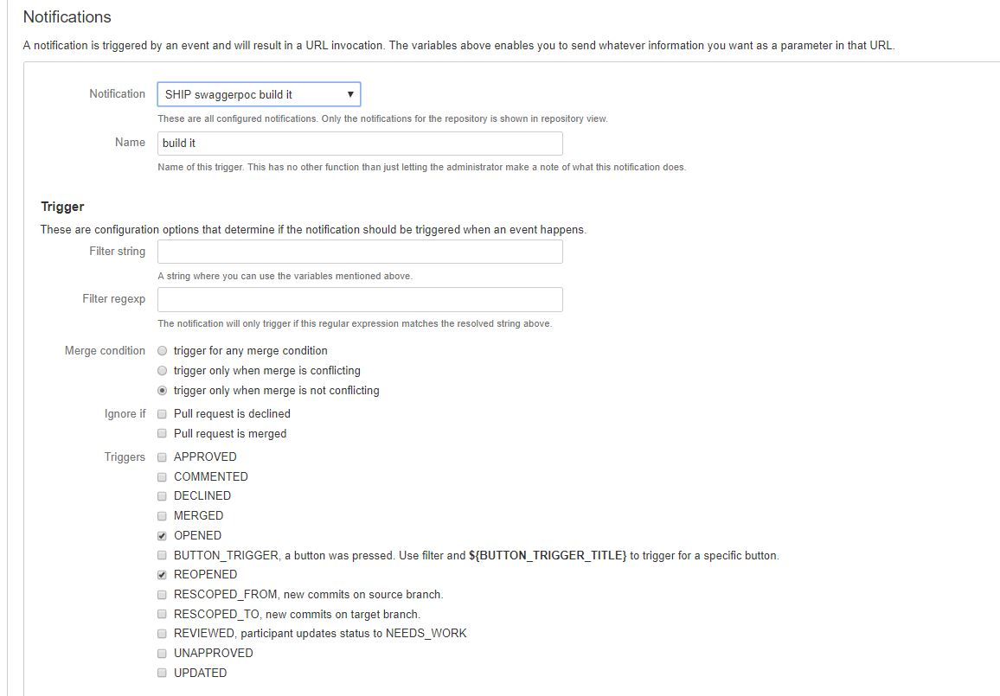 Notifications
A notification is triggered by an event and will result in a URL invocation. The variables above enables you to send whatever information you want as a parameter in that URL.
Notification SHIP swaggerpoc build it
These are all configured notifications. Only the notifications for the repository is shown in repository view.
Name build it
Name of this trigger. This has no other function than just letting the administrator make a note of what this notification does.
Trigger
These are configuration options that determine if the notification should be triggered when an event happens.
Filter string
A string where you can use the variables mentioned above.
Filter regexp
The notification will only trigger if this regular expression matches the resolved string above.
Merge condition trigger for any merge condition
trigger only when merge is conflicting
trigger only when merge is not conflicting
Ignore if Pull request is declined
Pull request is merged
Triggers APPROVED
COMMENTED
DECLINED
MERGED
OPENED
BUTTON_TRIGGER, a button was pressed. Use filter and ${BUTTON_TRIGGER_TITLE} to trigger for a specific button.
REOPENED
RESCOPED_FROM, new commits on source branch.
RESCOPED_TO, new commits on target branch.
REVIEWED, participant updates status to NEEDS_WORK
UNAPPROVED
UPDATED